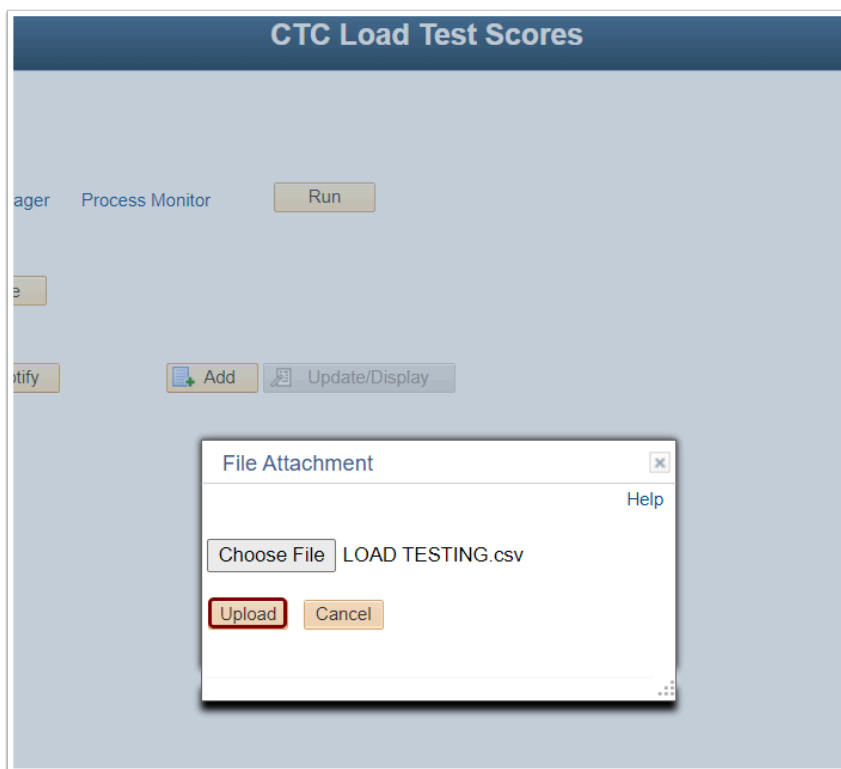 CTC Load Test Scores
ager Process Monitor Run
e
otify Add Update/Display
File Attachment
Help
Choose File LOAD TESTING.csv
Upload Cancel